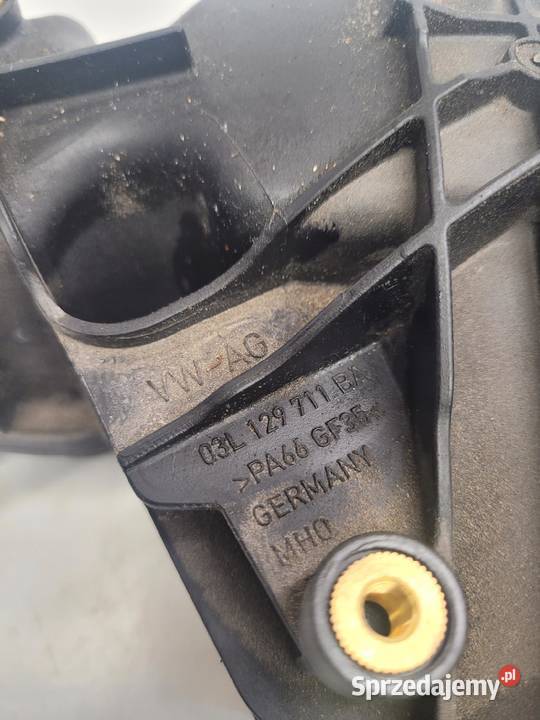 VW-AG
03L 129 711 BA
>PA66 GF35<
GERMANY
MHO
Sprzedajemy.pl